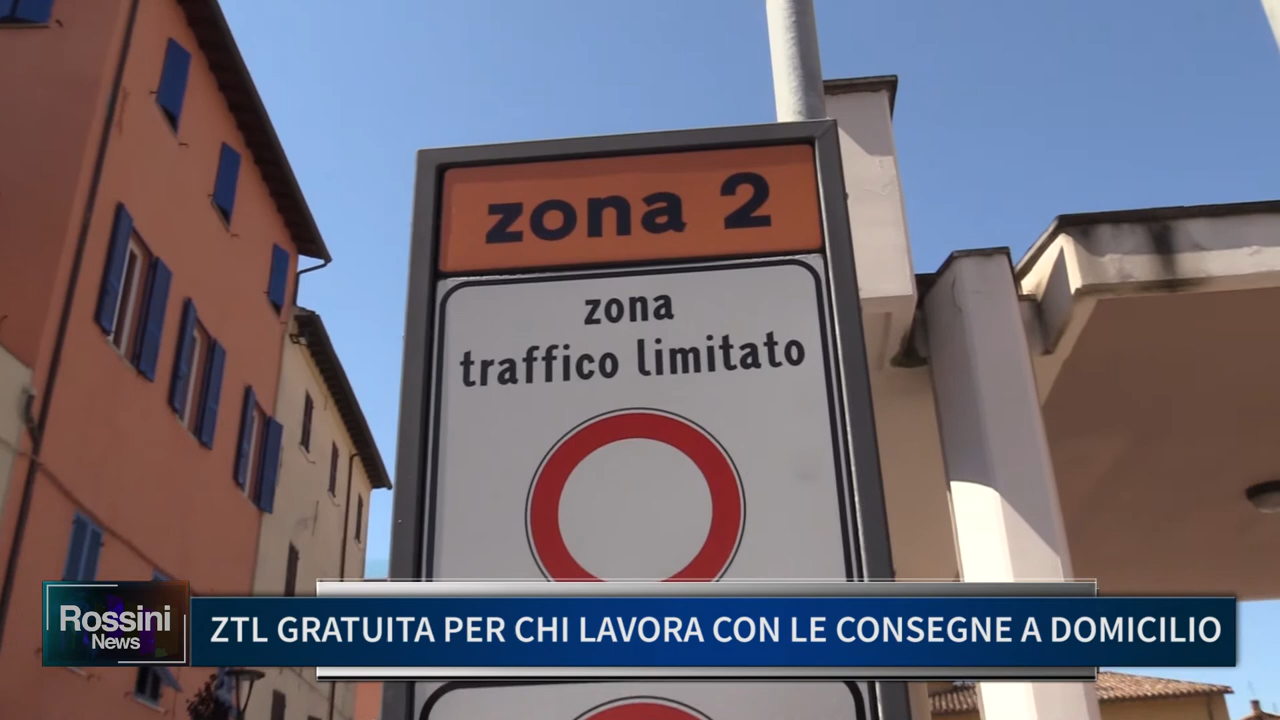 zona 2
zona
traffico limitato
Rossini
News
ZTL GRATUITA PER CHI LAVORA CON LE CONSEGNE A DOMICILIO